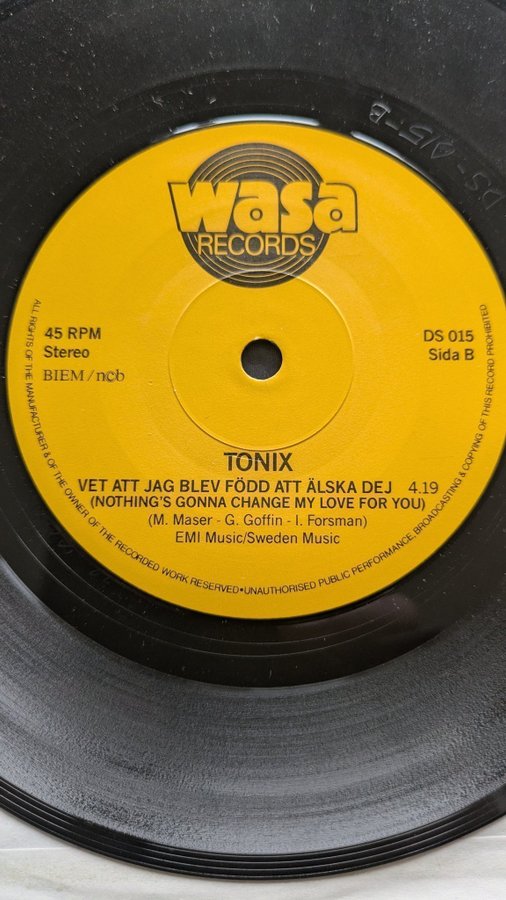 DS-015-B
wasa
RECORDS
45 RPM
Stereo
BIEM/ncb
DS 015
Sida B
TONIX
VET ATT JAG BLEV FÖDD ATT ÄLSKA DEJ 4.19
(NOTHING'S GONNA CHANGE MY LOVE FOR YOU)
(M. Maser - G. Goffin - I. Forsman)
EMI Music/Sweden Music
ALL RIGHTS OF THE MANUFACTURER & OF THE OWNER OF THE RECORDED WORK RESERVED•UNAUTHORISED PUBLIC PERFORMANCE, BROADCASTING & COPYING OF THIS RECORD PROHIBITED